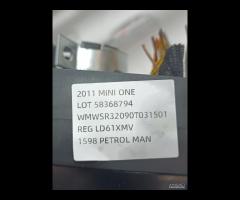 2011 MINI ONE
LOT 58368794
WMWSR32090T031501
REG LD61XMV
1598 PETROL MAN